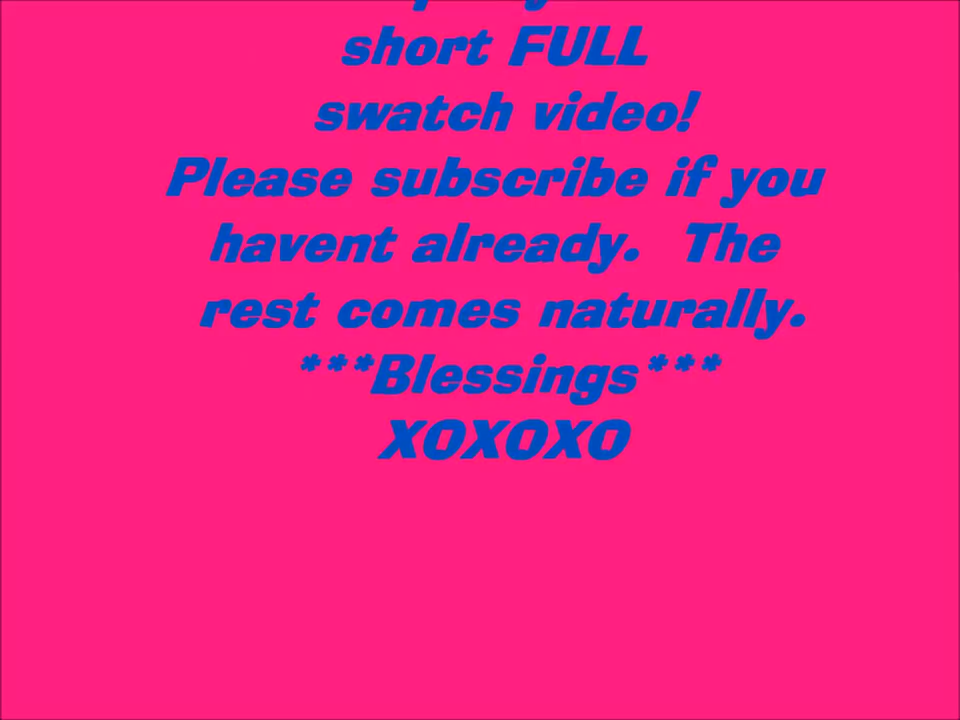 short FULL
swatch video!
Please subscribe if you
havent already.  The
rest comes naturally.
***Blessings***
XOXOXO